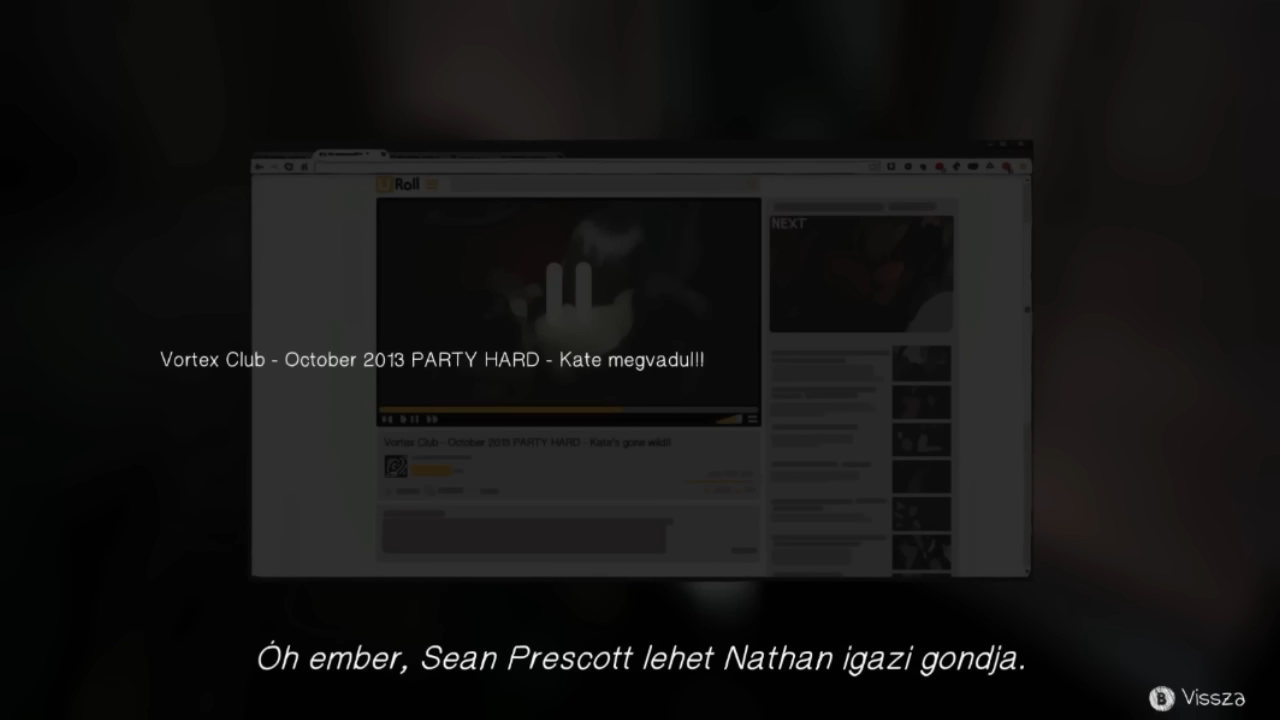 Roll
NEXT
Vortex Club - October 2013 PARTY HARD - Kate megvadul!!!
Vortex Club - October 2013 PARTY HARD - Kate's gone wild!!
Óh ember, Sean Prescott lehet Nathan igazi gondja.
B Vissza